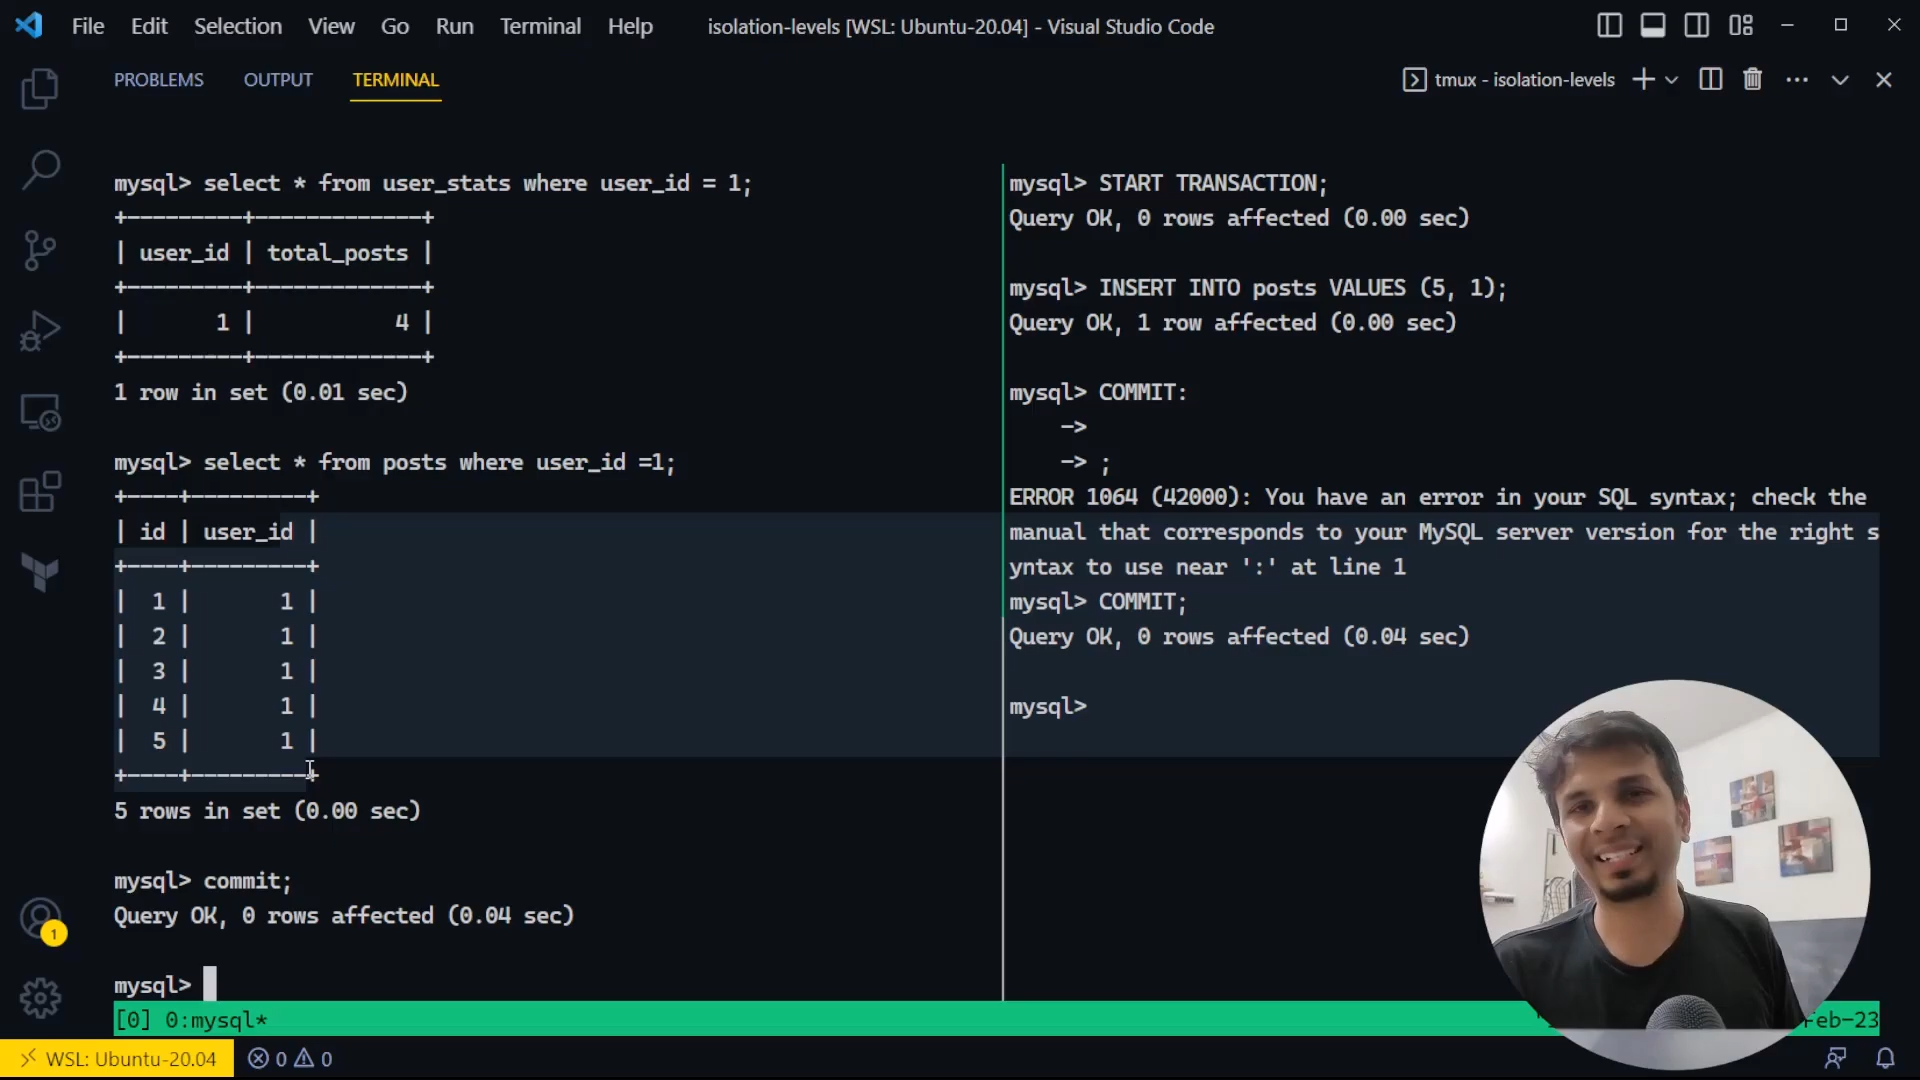 File Edit Selection View Go Run Terminal Help isolation-levels [WSL: Ubuntu-20.04] - Visual Studio Code
PROBLEMS OUTPUT TERMINAL tmux - isolation-levels
mysql> select * from user_stats where user_id = 1;
+---------+-------------+
| user_id | total_posts |
+---------+-------------+
| 1 | 4 |
+---------+-------------+
1 row in set (0.01 sec)
mysql> select * from posts where user_id =1;
+----+---------+
| id | user_id |
+----+---------+
| 1 | 1 |
| 2 | 1 |
| 3 | 1 |
| 4 | 1 |
| 5 | 1 |
+----+---------+
5 rows in set (0.00 sec)
mysql> commit;
Query OK, 0 rows affected (0.04 sec)
mysql>
mysql> START TRANSACTION;
Query OK, 0 rows affected (0.00 sec)
mysql> INSERT INTO posts VALUES (5, 1);
Query OK, 1 row affected (0.00 sec)
mysql> COMMIT:
->
-> ;
ERROR 1064 (42000): You have an error in your SQL syntax; check the
manual that corresponds to your MySQL server version for the right s
yntax to use near ':' at line 1
mysql> COMMIT;
Query OK, 0 rows affected (0.04 sec)
mysql>
[0] 0:mysql*
Feb-23
1
WSL: Ubuntu-20.04 0 0